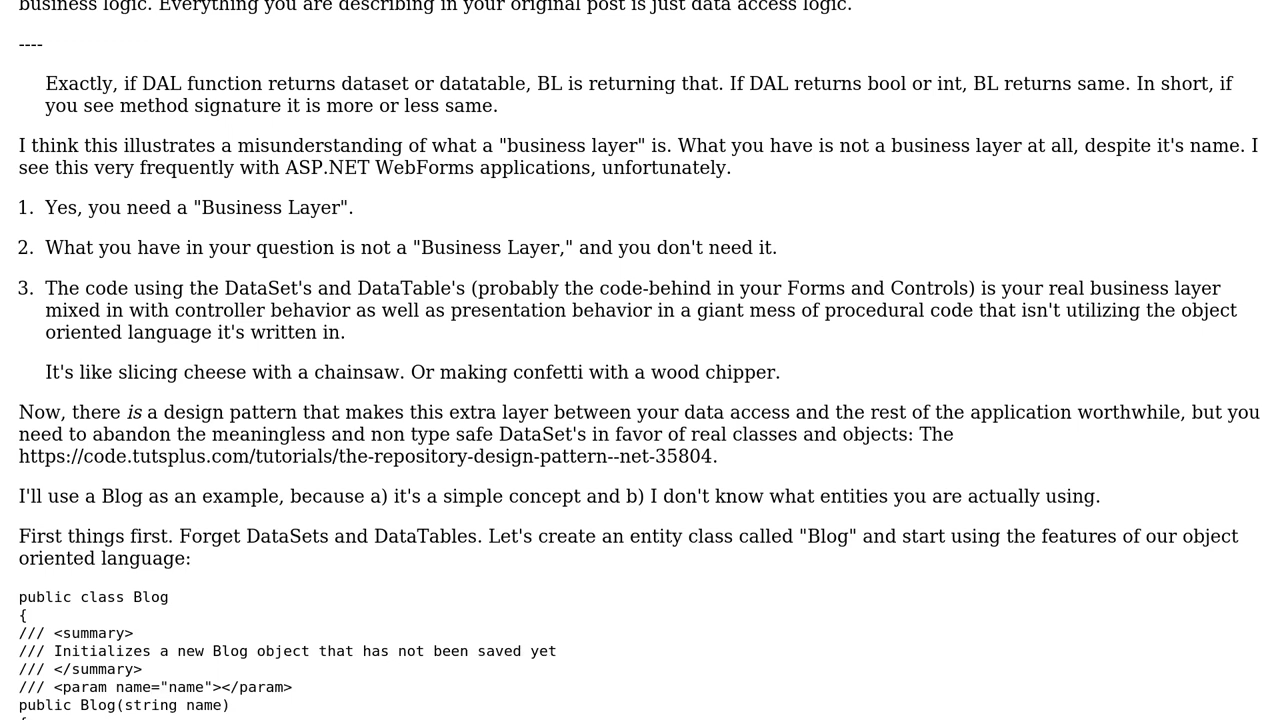 business logic. Everything you are describing in your original post is just data access logic.
----
Exactly, if DAL function returns dataset or datatable, BL is returning that. If DAL returns bool or int, BL returns same. In short, if
you see method signature it is more or less same.
I think this illustrates a misunderstanding of what a "business layer" is. What you have is not a business layer at all, despite it's name. I
see this very frequently with ASP.NET WebForms applications, unfortunately.
1. Yes, you need a "Business Layer".
2. What you have in your question is not a "Business Layer," and you don't need it.
3. The code using the DataSet's and DataTable's (probably the code-behind in your Forms and Controls) is your real business layer
mixed in with controller behavior as well as presentation behavior in a giant mess of procedural code that isn't utilizing the object
oriented language it's written in.
It's like slicing cheese with a chainsaw. Or making confetti with a wood chipper.
Now, there is a design pattern that makes this extra layer between your data access and the rest of the application worthwhile, but you
need to abandon the meaningless and non type safe DataSet's in favor of real classes and objects: The
https://code.tutsplus.com/tutorials/the-repository-design-pattern--net-35804.
I'll use a Blog as an example, because a) it's a simple concept and b) I don't know what entities you are actually using.
First things first. Forget DataSets and DataTables. Let's create an entity class called "Blog" and start using the features of our object
oriented language:
public class Blog
{
/// <summary>
/// Initializes a new Blog object that has not been saved yet
/// </summary>
/// <param name="name"></param>
public Blog(string name)
{